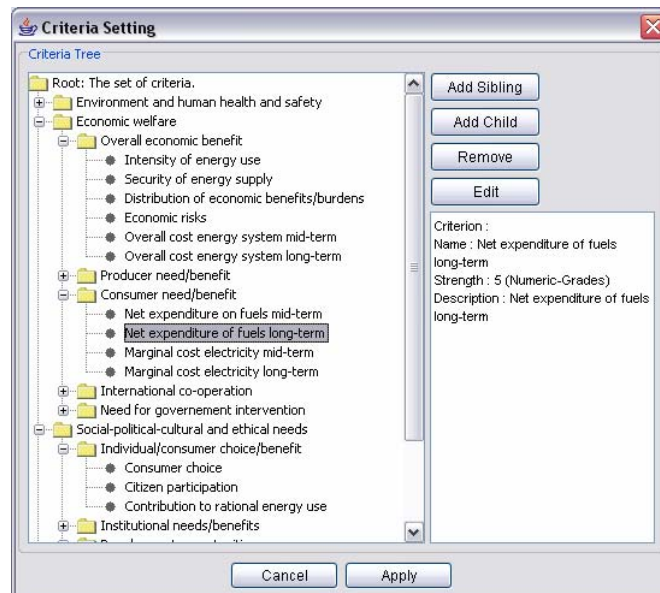 Criteria Setting
Criteria Tree
Root: The set of criteria.
Environment and human health and safety
Economic welfare
Overall economic benefit
Intensity of energy use
Security of energy supply
Distribution of economic benefits/burdens
Economic risks
Overall cost energy system mid-term
Overall cost energy system long-term
Producer need/benefit
Consumer need/benefit
Net expenditure on fuels mid-term
Net expenditure of fuels long-term
Marginal cost electricity mid-term
Marginal cost electricity long-term
International co-operation
Need for governement intervention
Social-political-cultural and ethical needs
Individual/consumer choice/benefit
Consumer choice
Citizen participation
Contribution to rational energy use
Institutional needs/benefits
Add Sibling
Add Child
Remove
Edit
Criterion :
Name : Net expenditure of fuels
long-term
Strength : 5 (Numeric-Grades)
Description : Net expenditure of fuels
long-term
Cancel
Apply